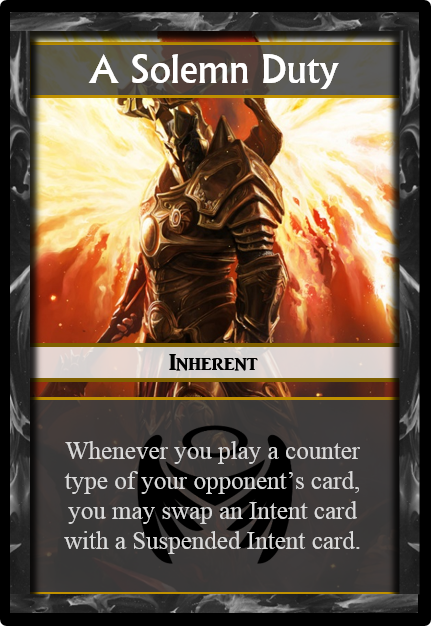 A Solemn Duty
Inherent
Whenever you play a counter
type of your opponent’s card,
you may swap an Intent card
with a Suspended Intent card.